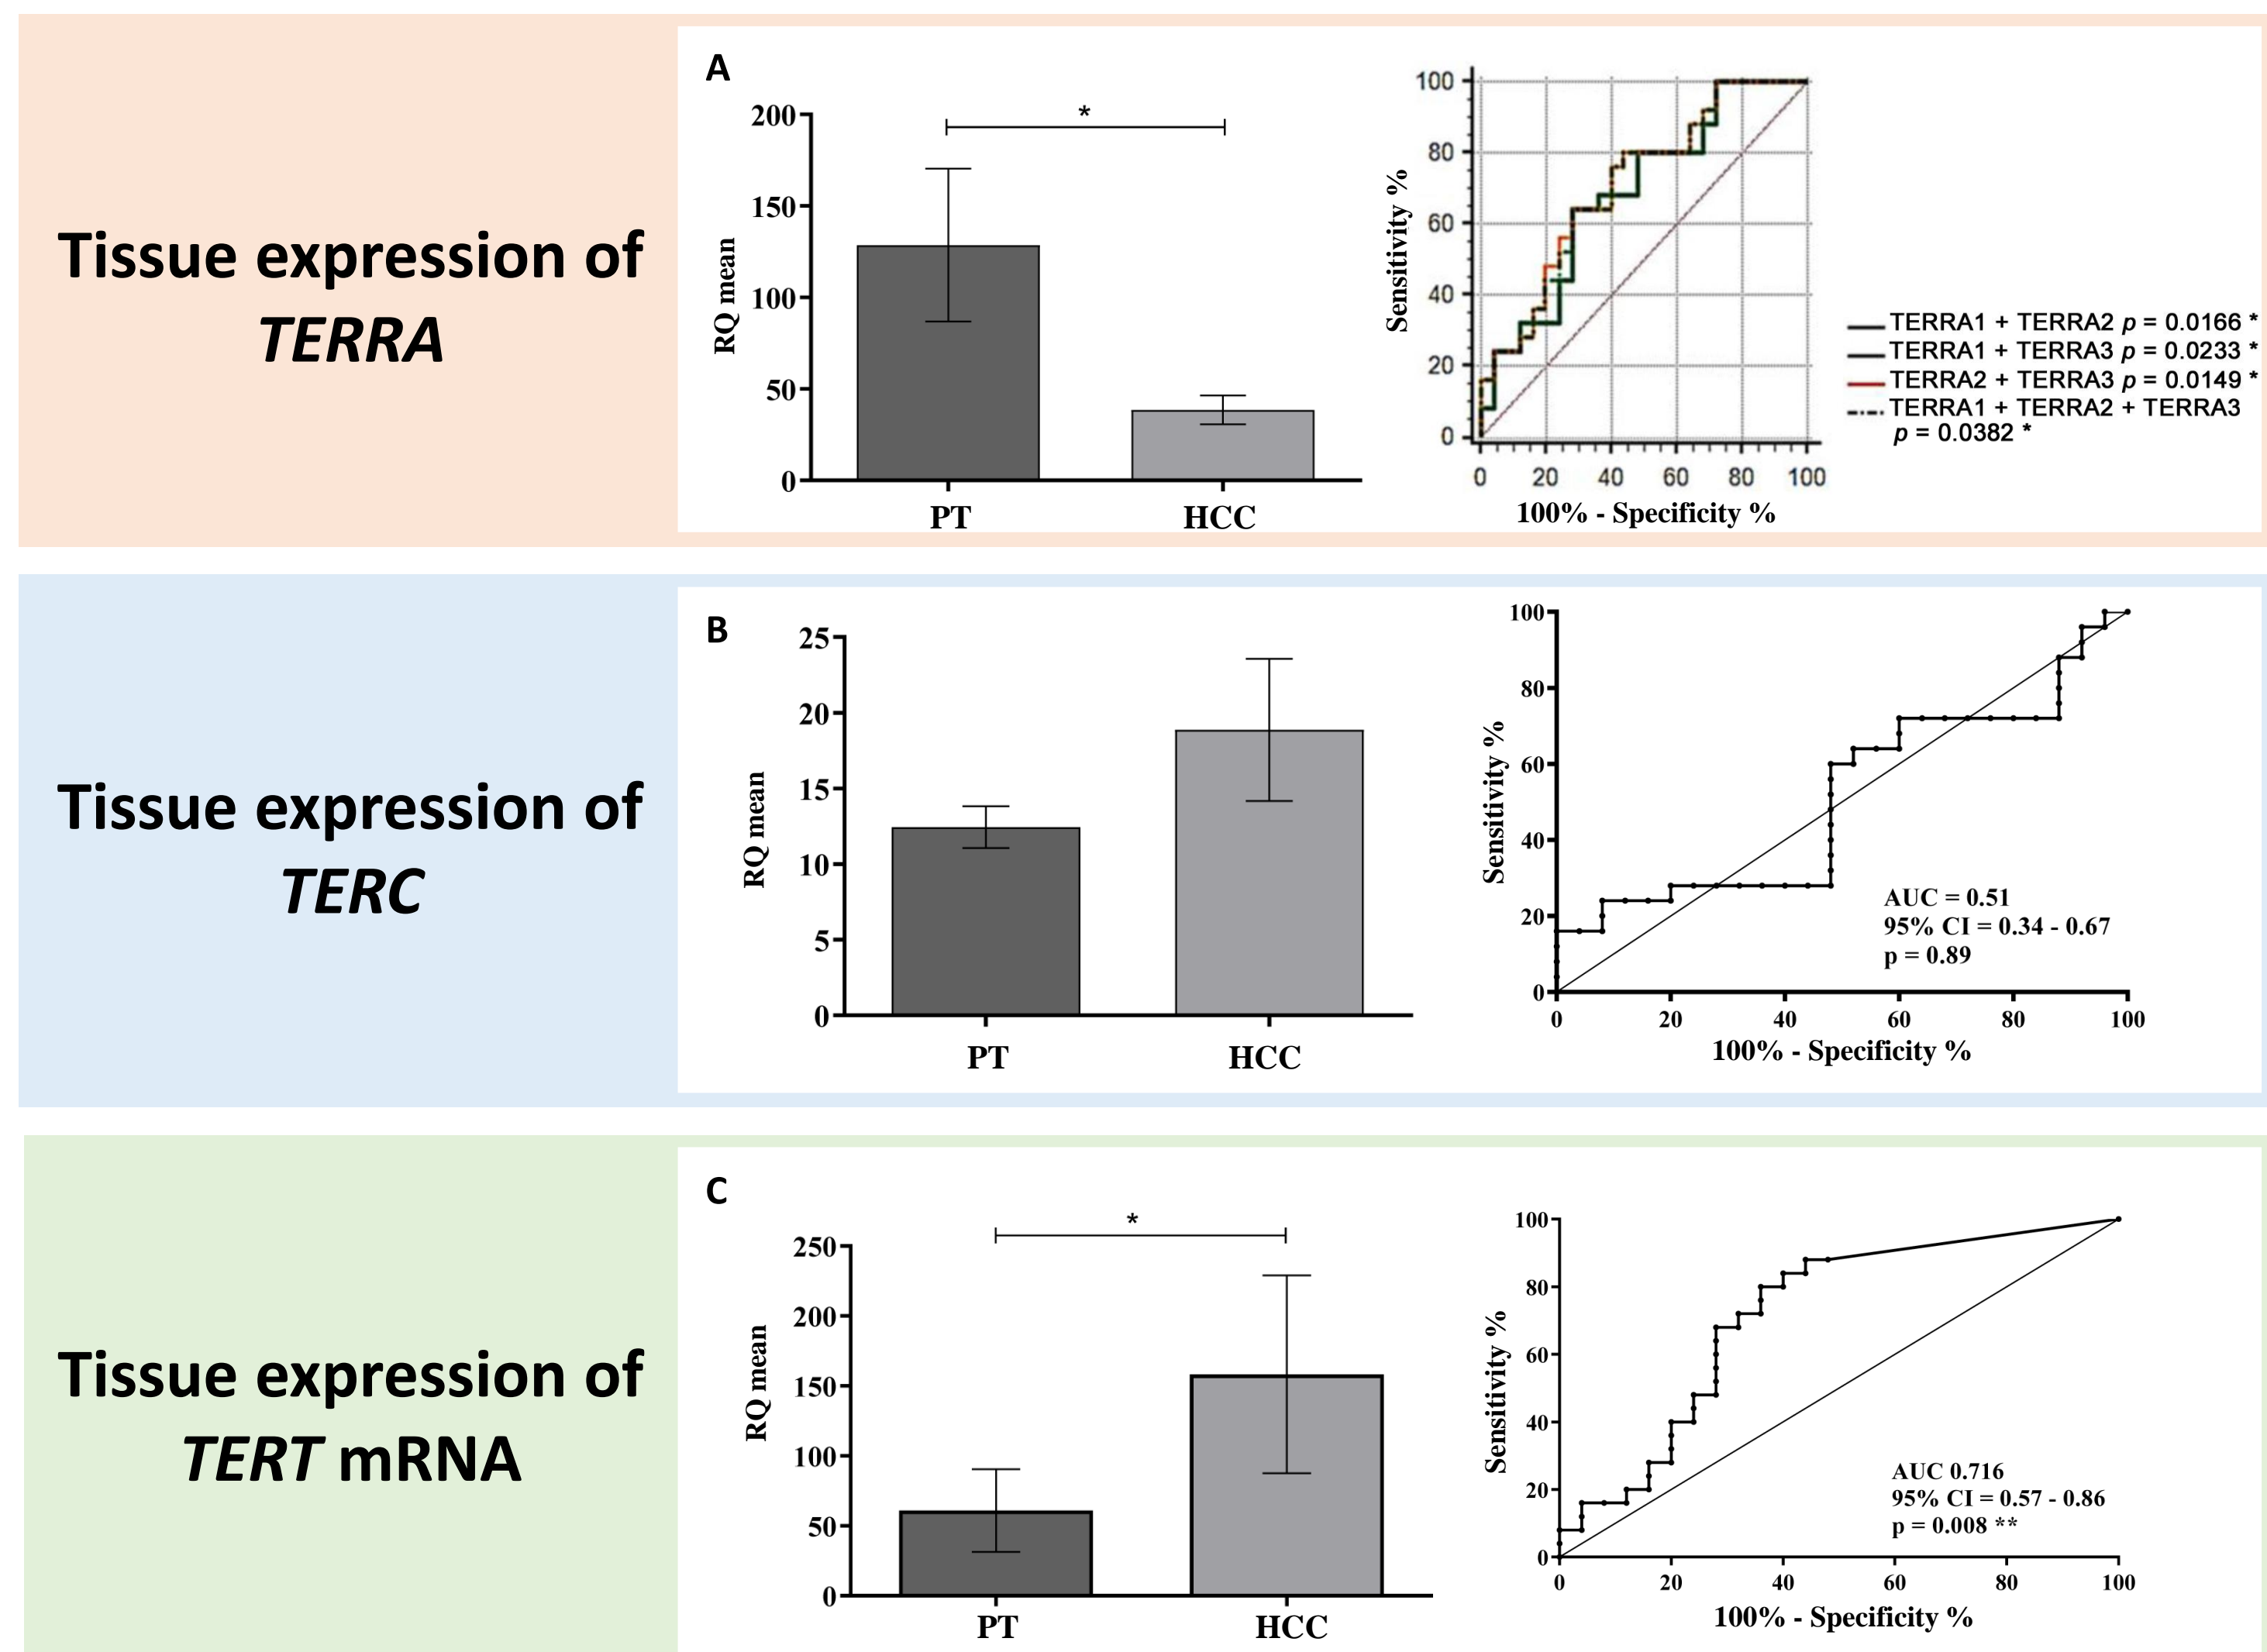 Tissue expression of
TERRA
A
200
150
100
50
0
RQ mean
*
PT
HCC
100
80
60
40
20
0
Sensitivity %
0 20 40 60 80 100
100% - Specificity %
TERRA1 + TERRA2 p = 0.0166 *
TERRA1 + TERRA3 p = 0.0233 *
TERRA2 + TERRA3 p = 0.0149 *
TERRA1 + TERRA2 + TERRA3
p = 0.0382 *
Tissue expression of
TERC
B
25
20
15
10
5
0
RQ mean
PT
HCC
100
80
60
40
20
0
Sensitivity %
AUC = 0.51
95% CI = 0.34 - 0.67
p = 0.89
0 20 40 60 80 100
100% - Specificity %
Tissue expression of
TERT mRNA
C
250
200
150
100
50
0
RQ mean
*
PT
HCC
100
80
60
40
20
0
Sensitivity %
AUC 0.716
95% CI = 0.57 - 0.86
p = 0.008 **
0 20 40 60 80 100
100% - Specificity %